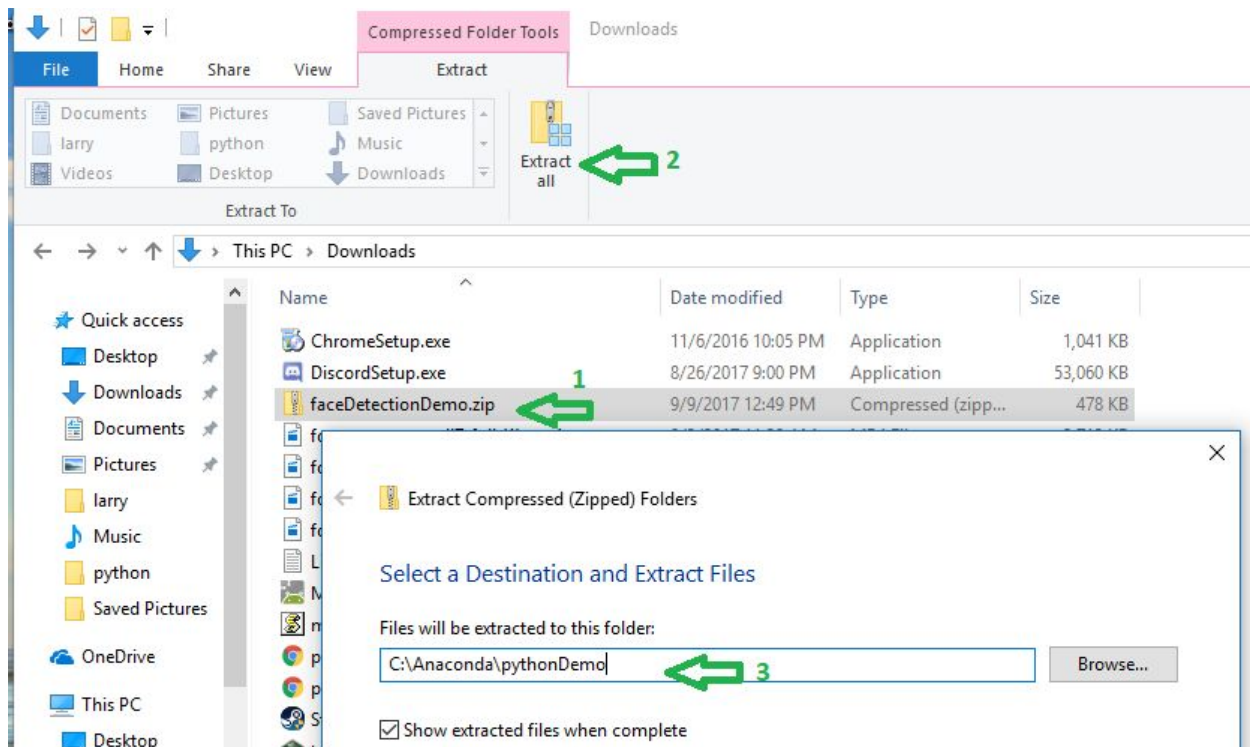 Compressed Folder Tools Downloads
File Home Share View Extract
Documents Pictures Saved Pictures
larry python Music
Videos Desktop Downloads
Extract all
2
Extract To
This PC › Downloads
Name Date modified Type Size
Quick access
Desktop
Downloads
Documents
Pictures
larry
Music
python
Saved Pictures
OneDrive
This PC
Desktop
ChromeSetup.exe 11/6/2016 10:05 PM Application 1,041 KB
DiscordSetup.exe 8/26/2017 9:00 PM Application 53,060 KB
1
faceDetectionDemo.zip 9/9/2017 12:49 PM Compressed (zipp... 478 KB
Extract Compressed (Zipped) Folders
Select a Destination and Extract Files
Files will be extracted to this folder:
C:\Anaconda\pythonDemo
3
Browse...
Show extracted files when complete